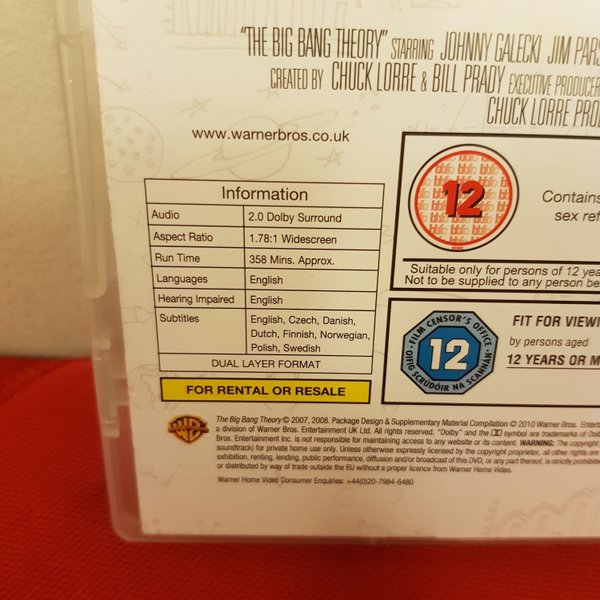 "THE BIG BANG THEORY" STARRING JOHNNY GALECKI JIM PARS
CREATED BY CHUCK LORRE & BILL PRADY EXECUTIVE PRODUCER
CHUCK LORRE PROD
www.warnerbros.co.uk
Information
Audio 2.0 Dolby Surround
Aspect Ratio 1.78:1 Widescreen
Run Time 358 Mins. Approx.
Languages English
Hearing Impaired English
Subtitles English, Czech, Danish,
Dutch, Finnish, Norwegian,
Polish, Swedish
DUAL LAYER FORMAT
FOR RENTAL OR RESALE
12
Contains
sex ref
Suitable only for persons of 12 yea
Not to be supplied to any person be
FILM CENSOR'S OFFICE
12
OIFIG SCRÚDÓIR NA SCANNÁN
FIT FOR VIEWI
by persons aged
12 YEARS OR M
WB
The Big Bang Theory © 2007, 2008. Package Design & Supplementary Material Compilation © 2010 Warner Bros. Entert
a division of Warner Bros. Entertainment UK Ltd. All rights reserved. "Dolby" and the symbol are trademarks of Dolb
Bros. Entertainment Inc. is not responsible for maintaining access to any website or its content. WARNING: The copyright
soundtrack) for private home use only. Unless otherwise expressly licensed by the copyright proprietor, all other rights are
exhibition, renting, lending, public performance, diffusion and/or broadcast of this DVD, or any part thereof, is strictly prohibite
or distributed by way of trade outside the EU without a proper licence from Warner Home Video.
Warner Home Video Consumer Enquiries: +44(0)20-7984-6480